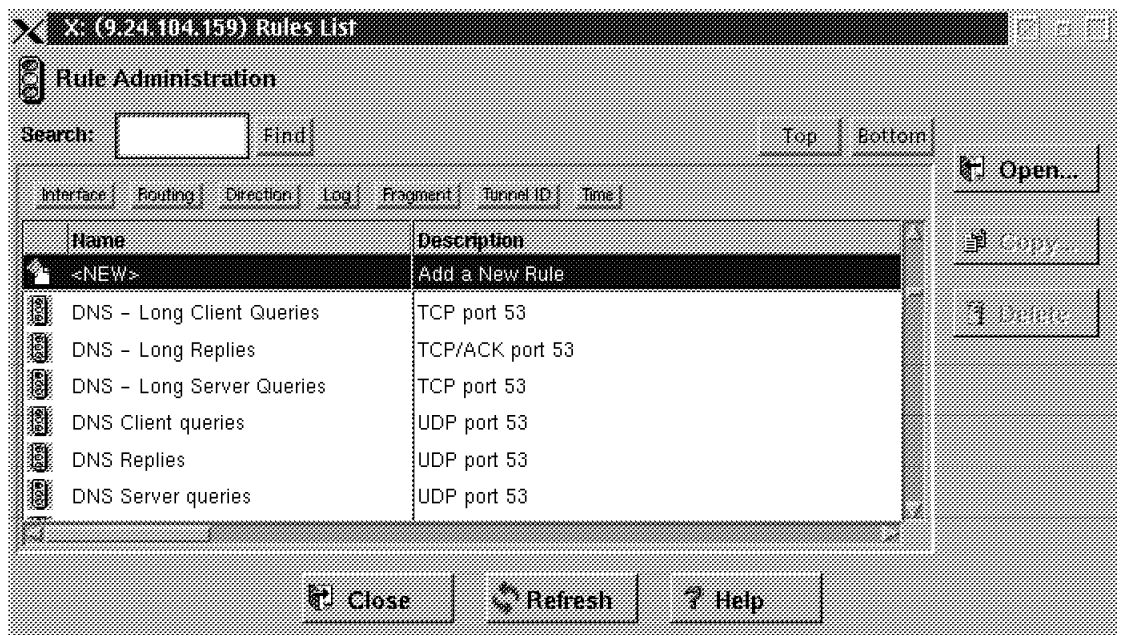 X: (9.24.104.159) Rules List
Rule Administration
Search: Find Top Bottom
Open...
Interface Routing Direction Log Fragment Tunnel ID Time
Name Description
Copy...
<NEW> Add a New Rule
DNS – Long Client Queries TCP port 53
Delete...
DNS – Long Replies TCP/ACK port 53
DNS – Long Server Queries TCP port 53
DNS Client queries UDP port 53
DNS Replies UDP port 53
DNS Server queries UDP port 53
Close Refresh ? Help